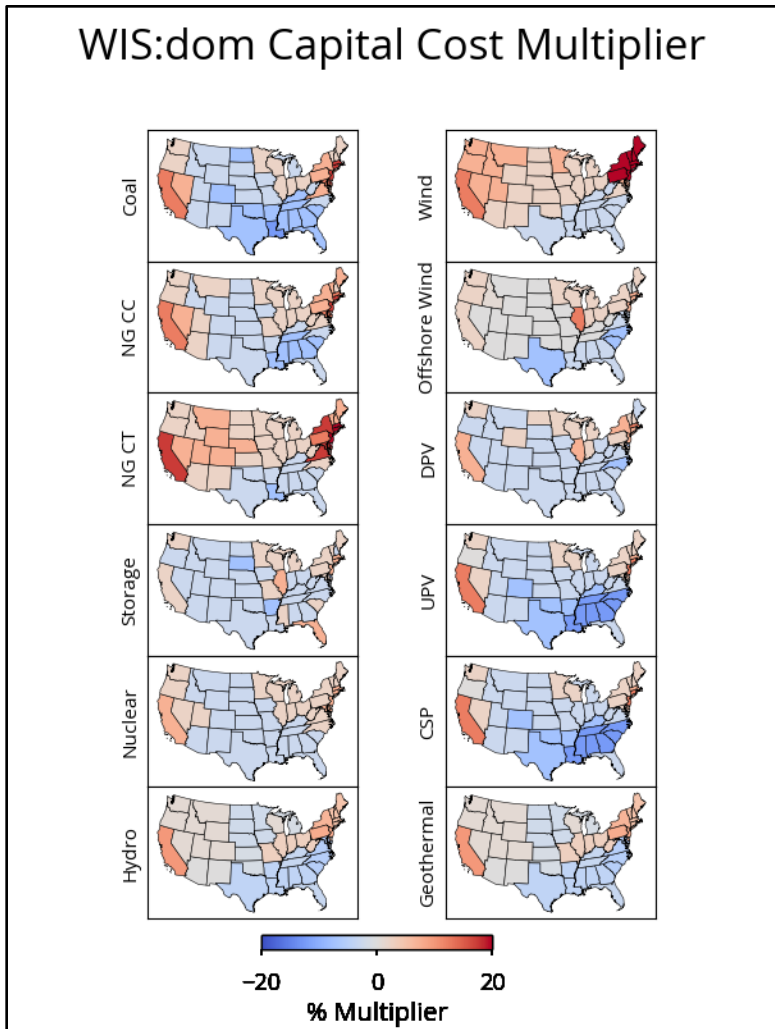 WIS:dom Capital Cost Multiplier
Coal
Wind
NG CC
Offshore Wind
NG CT
DPV
Storage
UPV
Nuclear
CSP
Hydro
Geothermal
−20 0 20
% Multiplier